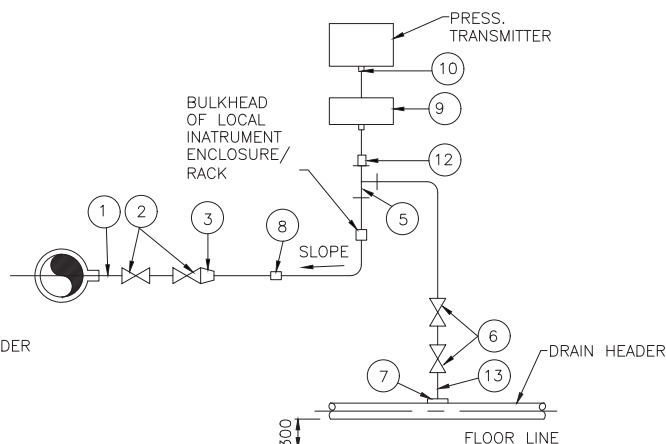 PRESS.
TRANSMITTER
10
BULKHEAD
OF LOCAL
INATRUMENT
ENCLOSURE/
RACK
9
12
1
2
3
8
5
SLOPE
6
DER
DRAIN HEADER
7
13
300
FLOOR LINE